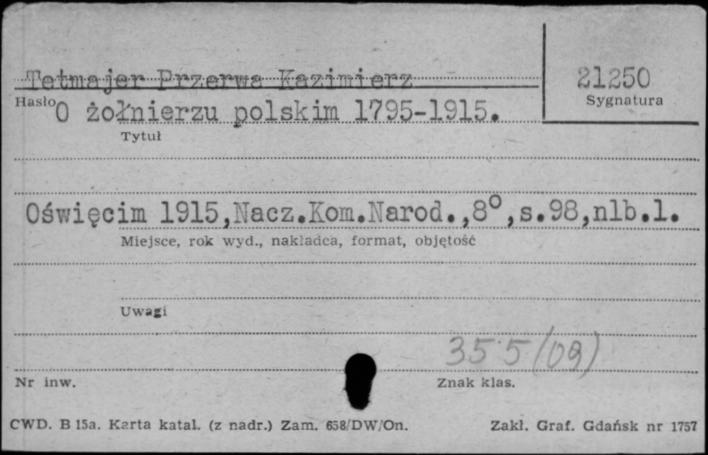 Tetmajer Przerwa Kazimierz
21250
Hasło
Sygnatura
O żołnierzu polskim 1795-1915.
Tytuł
Oświęcim 1915,Nacz.Kom.Narod.,8°,s.98,nlb.l.
Miejsce, rok wyd., nakładca, format, objętość
Uwagi
355(09)
Nr inw.
Znak klas.
CWD. B 15a. Karta katal. (z nadr.) Zam. 658/DW/On.
Zakł. Graf. Gdańsk nr 1757